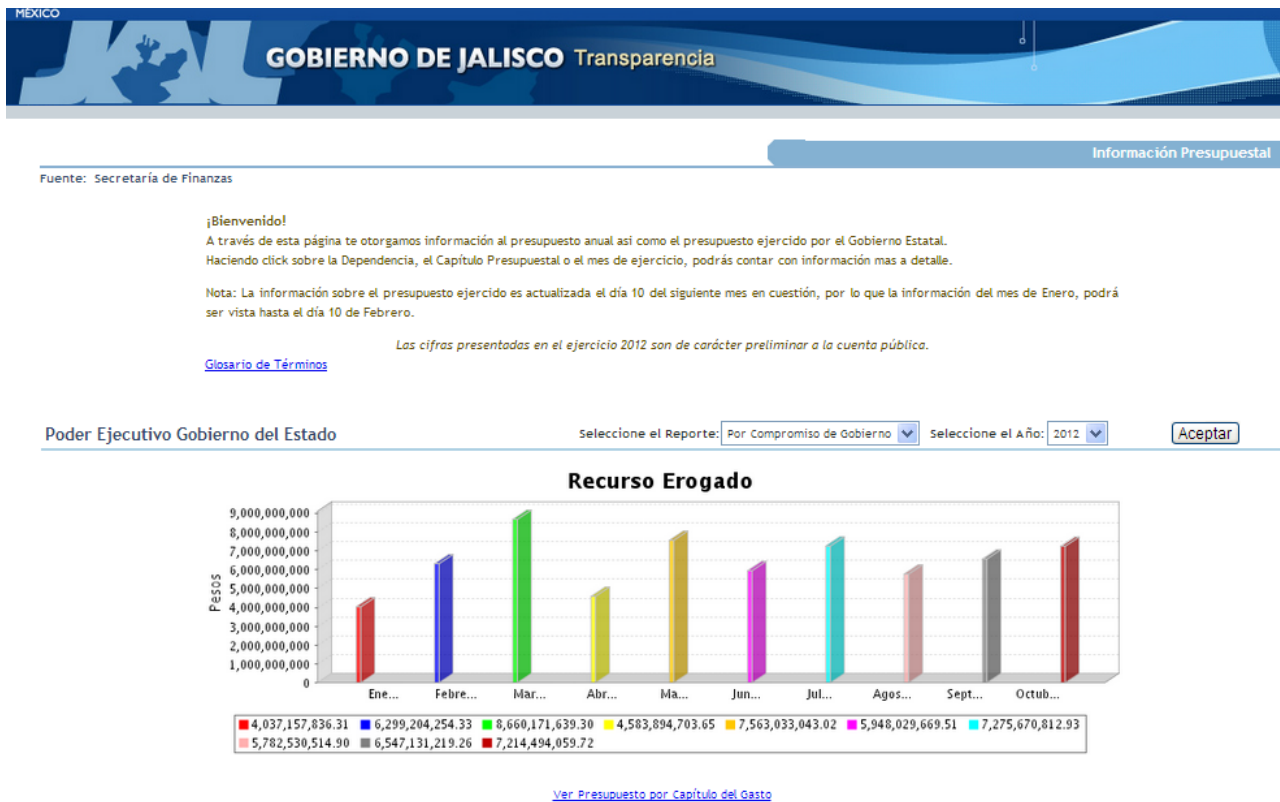 MÉXICO
JAL
GOBIERNO DE JALISCO Transparencia
Información Presupuestal
Fuente: Secretaría de Finanzas
¡Bienvenido!
A través de esta página te otorgamos información al presupuesto anual asi como el presupuesto ejercido por el Gobierno Estatal.
Haciendo click sobre la Dependencia, el Capítulo Presupuestal o el mes de ejercicio, podrás contar con información mas a detalle.
Nota: La información sobre el presupuesto ejercido es actualizada el día 10 del siguiente mes en cuestión, por lo que la información del mes de Enero, podrá
ser vista hasta el día 10 de Febrero.
Las cifras presentadas en el ejercicio 2012 son de carácter preliminar a la cuenta pública.
Glosario de Términos
Poder Ejecutivo Gobierno del Estado Seleccione el Reporte: Por Compromiso de Gobierno Seleccione el Año: 2012 Aceptar
Recurso Erogado
Pesos
9,000,000,000
8,000,000,000
7,000,000,000
6,000,000,000
5,000,000,000
4,000,000,000
3,000,000,000
2,000,000,000
1,000,000,000
0
Ene... Febre... Mar... Abr... Ma... Jun... Jul... Agos... Sept... Octub...
4,037,157,836.31 6,299,204,254.33 8,660,171,639.30 4,583,894,703.65 7,563,033,043.02 5,948,029,669.51 7,275,670,812.93
5,782,530,514.90 6,547,131,219.26 7,214,494,059.72
Ver Presupuesto por Capítulo del Gasto